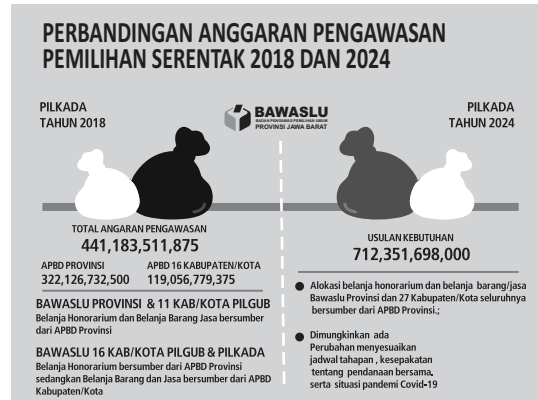 PERBANDINGAN ANGGARAN PENGAWASAN
PEMILIHAN SERENTAK 2018 DAN 2024
PILKADA
TAHUN 2018
BAWASLU
BADAN PENGAWAS PEMILIHAN UMUM
PROVINSI JAWA BARAT
PILKADA
TAHUN 2024
TOTAL ANGARAN PENGAWASAN
441,183,511,875
APBD PROVINSI
322,126,732,500
APBD 16 KABUPATEN/KOTA
119,056,779,375
BAWASLU PROVINSI & 11 KAB/KOTA PILGUB
Belanja Honorarium dan Belanja Barang Jasa bersumber
dari APBD Provinsi
BAWASLU 16 KAB/KOTA PILGUB & PILKADA
Belanja Honorarium bersumber dari APBD Provinsi
sedangkan Belanja Barang dan Jasa bersumber dari APBD
Kabupaten/Kota
USULAN KEBUTUHAN
712,351,698,000
Alokasi belanja honorarium dan belanja barang/jasa
Bawaslu Provinsi dan 27 Kabupaten/Kota seluruhnya
bersumber dari APBD Provinsi.;
Dimungkinkan ada
Perubahan menyesuaikan
jadwal tahapan , kesepakatan
tentang pendanaan bersama,
serta situasi pandemi Covid-19